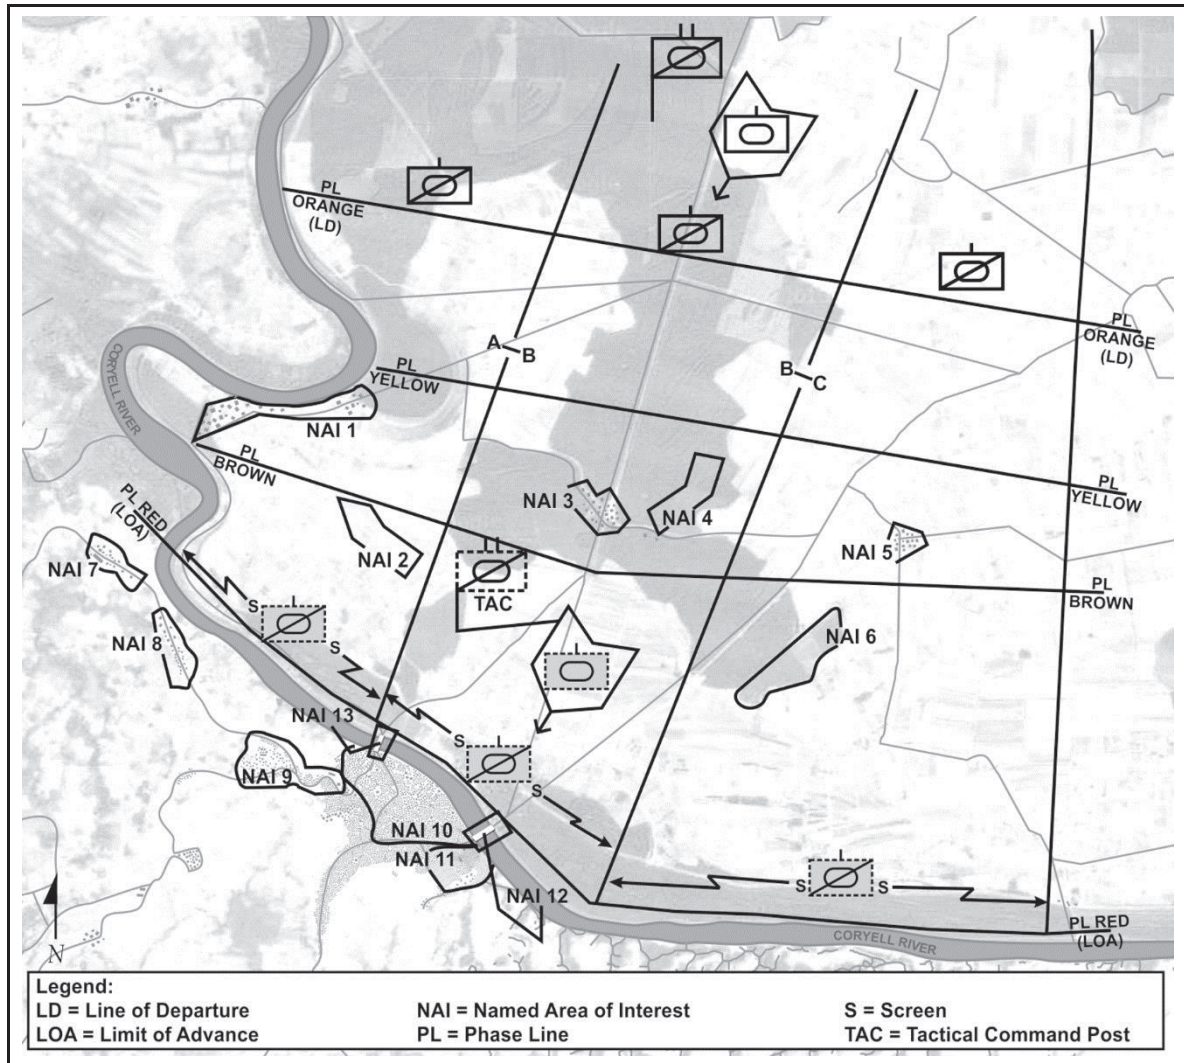 PL
ORANGE
(LD)
PL
ORANGE
(LD)
A
B
B
C
CORYELL RIVER
PL
YELLOW
NAI 1
PL
BROWN
NAI 3
NAI 4
PL
YELLOW
PL RED
(LOA)
NAI 2
NAI 5
NAI 7
TAC
PL
BROWN
S
NAI 8
S
NAI 6
NAI 13
S
NAI 9
S
NAI 10
NAI 11
NAI 12
S
S
CORYELL RIVER
PL RED
(LOA)
N
Legend:
LD = Line of Departure
NAI = Named Area of Interest
S = Screen
LOA = Limit of Advance
PL = Phase Line
TAC = Tactical Command Post